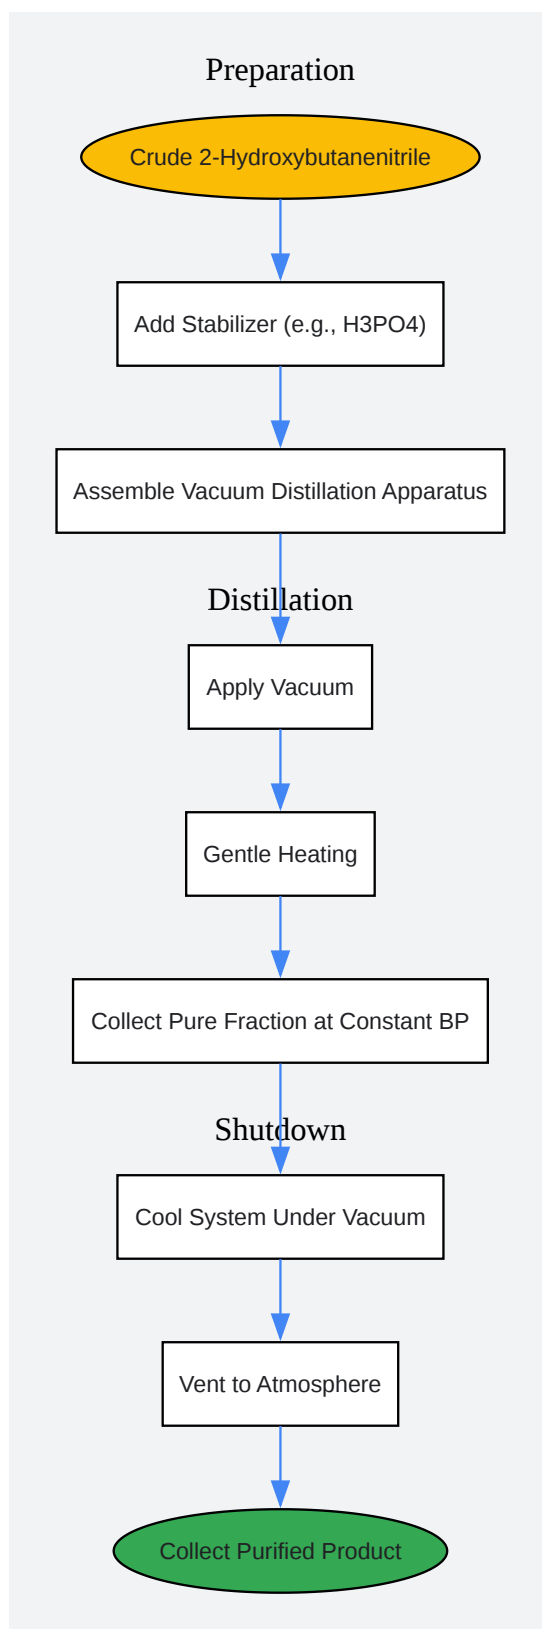 Preparation
Crude 2-Hydroxybutanenitrile
Add Stabilizer (e.g., H3PO4)
Assemble Vacuum Distillation Apparatus
Distillation
Apply Vacuum
Gentle Heating
Collect Pure Fraction at Constant BP
Shutdown
Cool System Under Vacuum
Vent to Atmosphere
Collect Purified Product